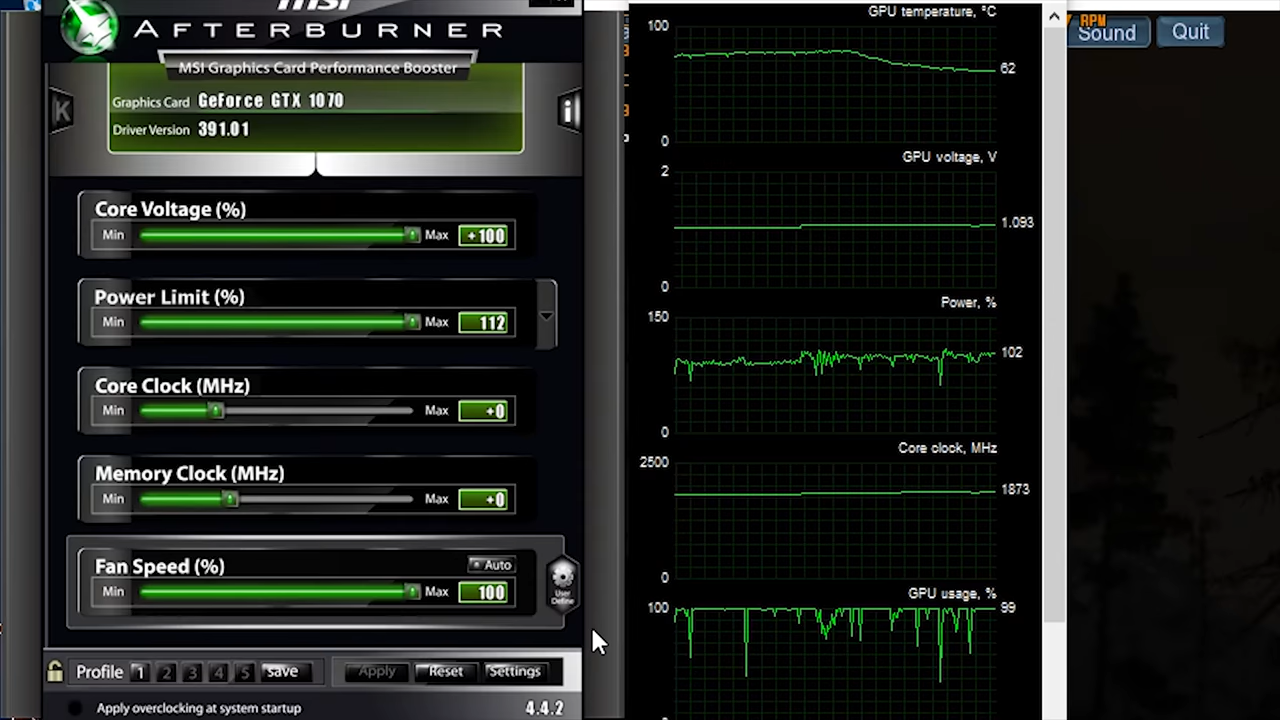 msi
AFTERBURNER
MSI Graphics Card Performance Booster
K
i
Graphics Card GeForce GTX 1070
Driver Version 391.01
Core Voltage (%)
Min Max +100
Power Limit (%)
Min Max 112
Core Clock (MHz)
Min Max +0
Memory Clock (MHz)
Min Max +0
Fan Speed (%)
Auto
Min Max 100
User Define
Profile 1 2 3 4 5 save Apply Reset Settings
Apply overclocking at system startup 4.4.2
GPU temperature, °C
100
62
0
GPU voltage, V
2
1.093
0
Power, %
150
102
0
Core clock, MHz
2500
1873
0
GPU usage, %
100
99
RPM
Sound Quit